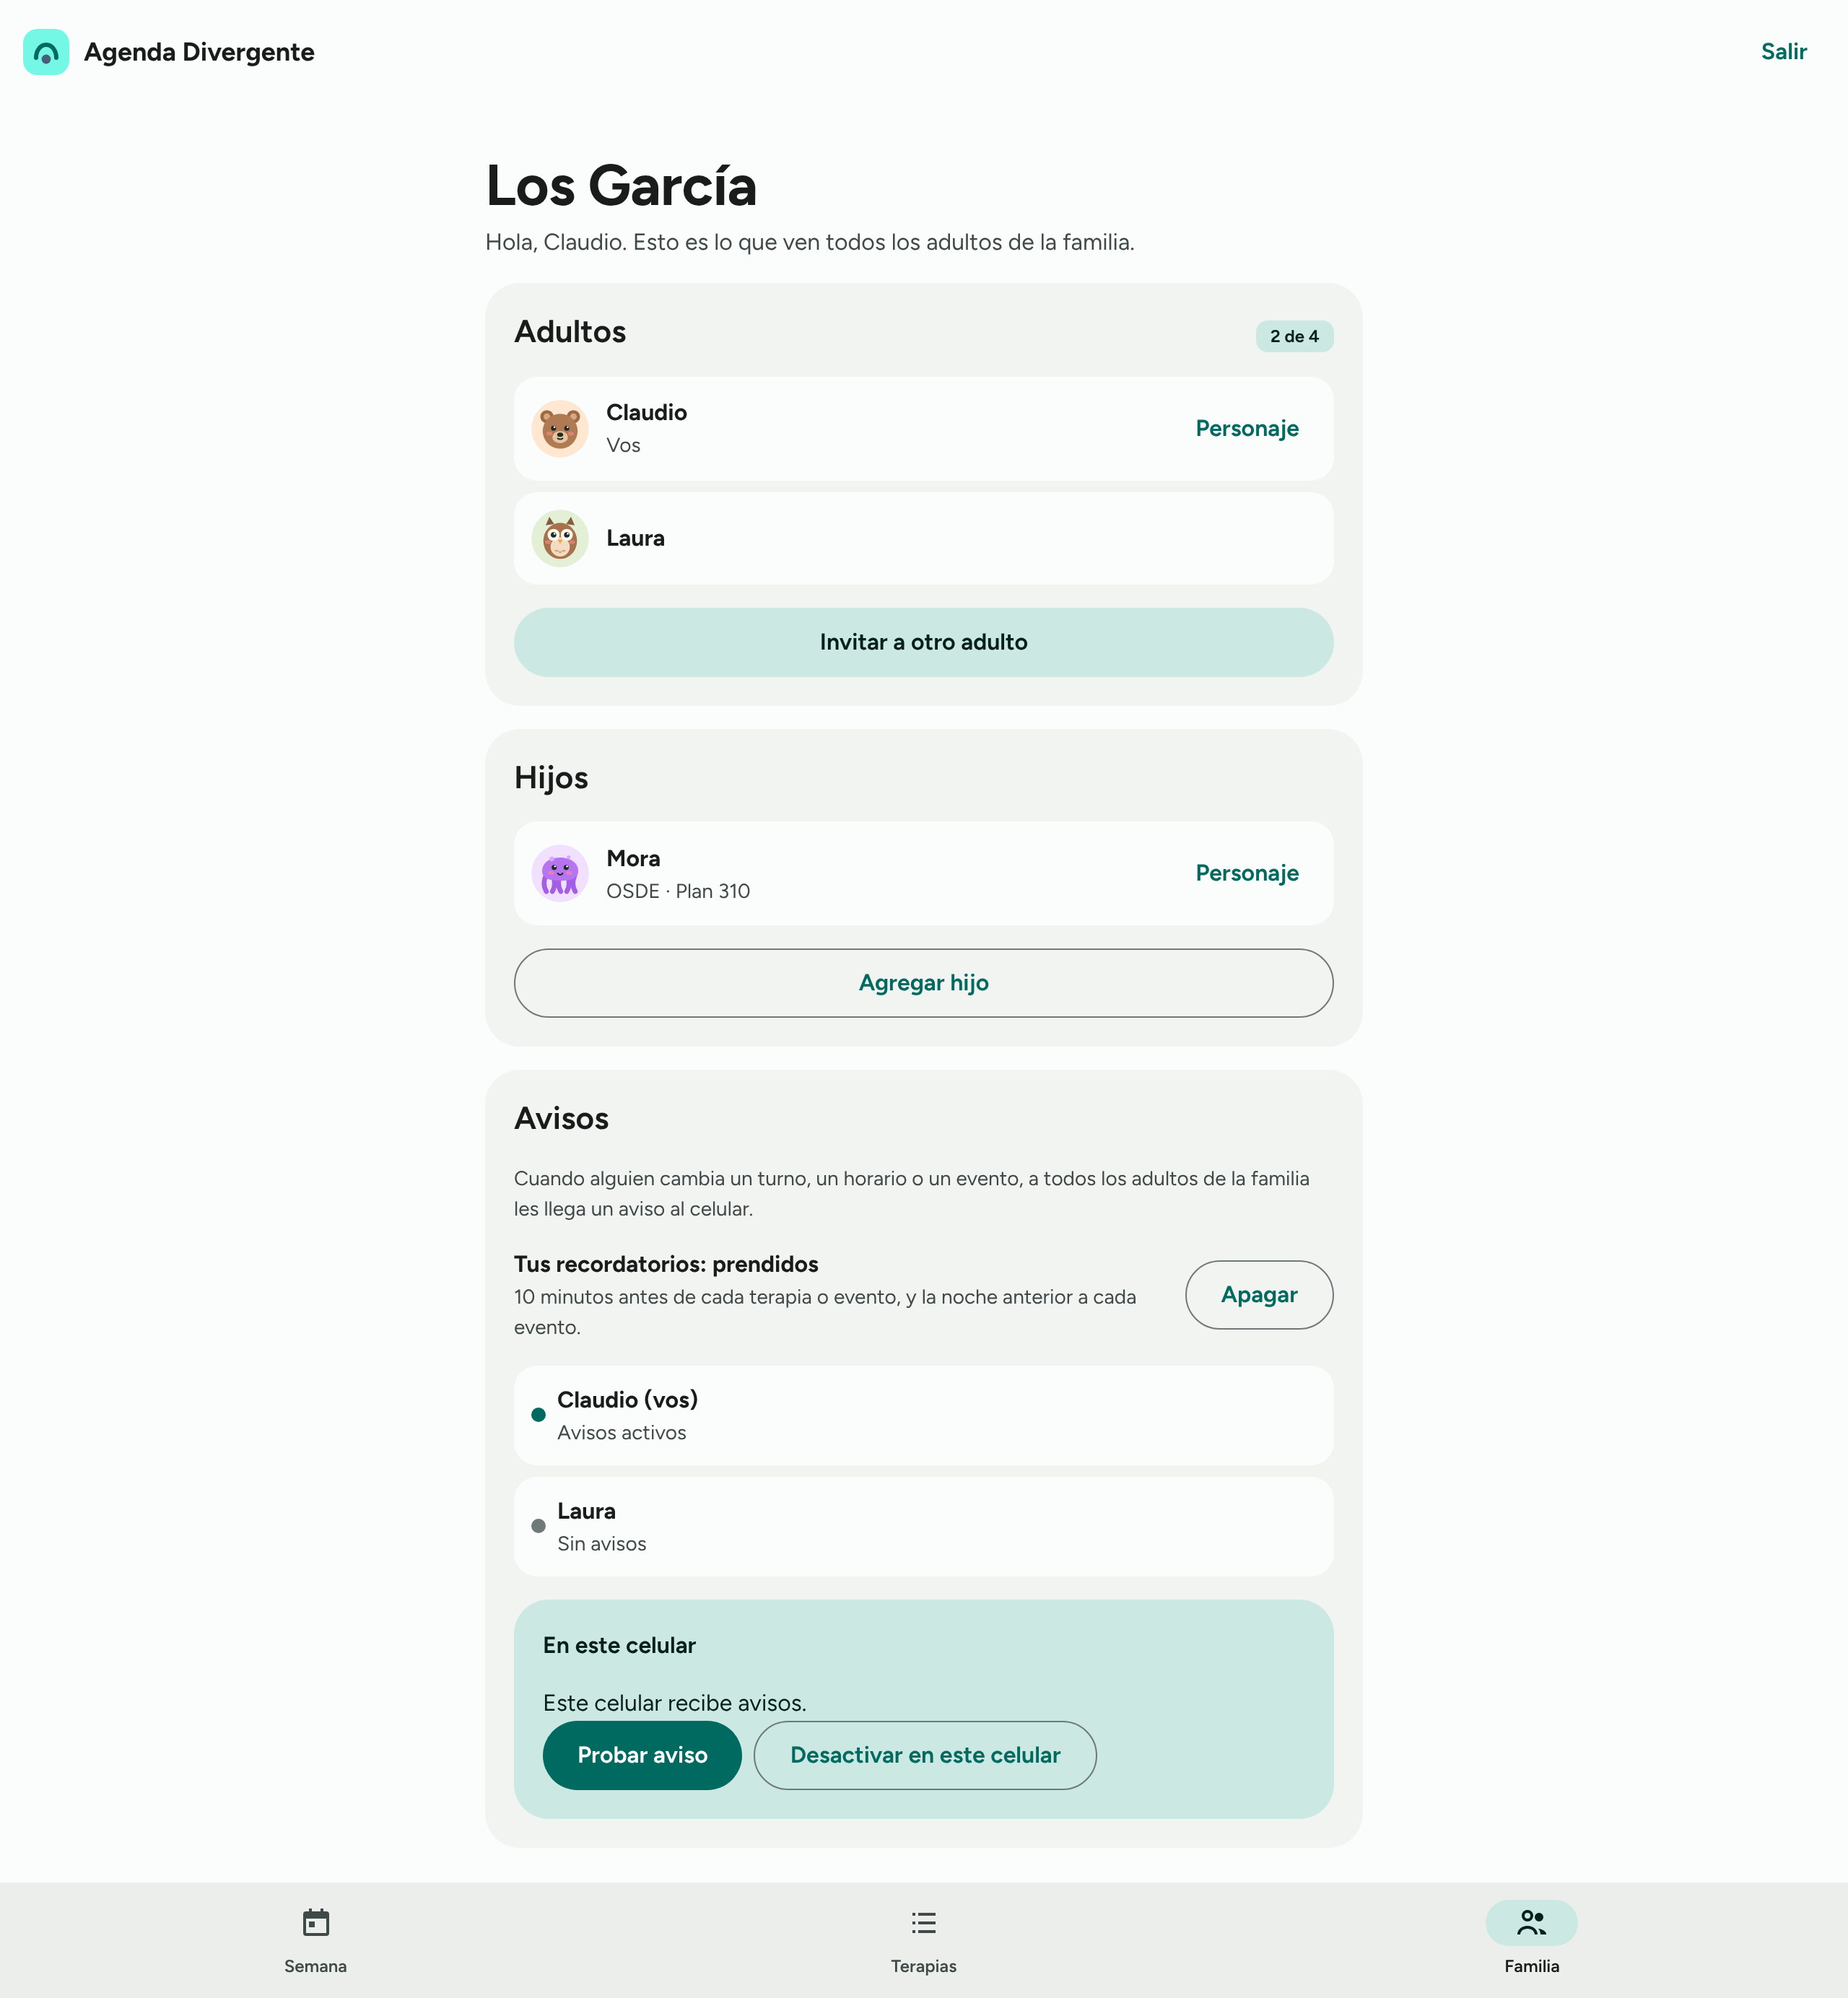 Agenda Divergente
Salir
Los García
Hola, Claudio. Esto es lo que ven todos los adultos de la familia.
Adultos
2 de 4
Claudio
Vos
Personaje
Laura
Invitar a otro adulto
Hijos
Mora
OSDE · Plan 310
Personaje
Agregar hijo
Avisos
Cuando alguien cambia un turno, un horario o un evento, a todos los adultos de la familia
les llega un aviso al celular.
Tus recordatorios: prendidos
10 minutos antes de cada terapia o evento, y la noche anterior a cada
evento.
Apagar
Claudio (vos)
Avisos activos
Laura
Sin avisos
En este celular
Este celular recibe avisos.
Probar aviso
Desactivar en este celular
Semana
Terapias
Familia